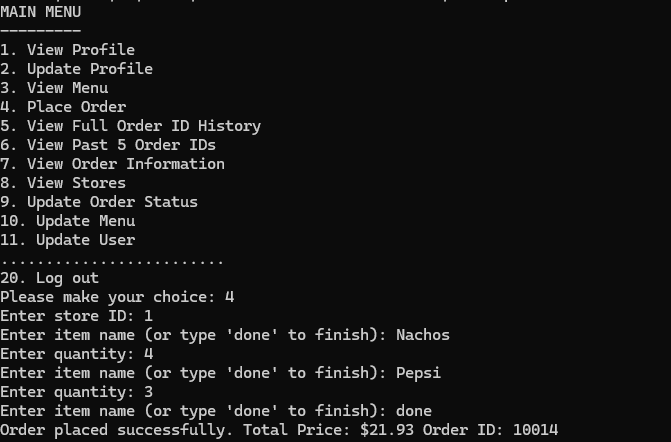 MAIN MENU
---------
1. View Profile
2. Update Profile
3. View Menu
4. Place Order
5. View Full Order ID History
6. View Past 5 Order IDs
7. View Order Information
8. View Stores
9. Update Order Status
10. Update Menu
11. Update User
.........................
20. Log out
Please make your choice: 4
Enter store ID: 1
Enter item name (or type 'done' to finish): Nachos
Enter quantity: 4
Enter item name (or type 'done' to finish): Pepsi
Enter quantity: 3
Enter item name (or type 'done' to finish): done
Order placed successfully. Total Price: $21.93 Order ID: 10014